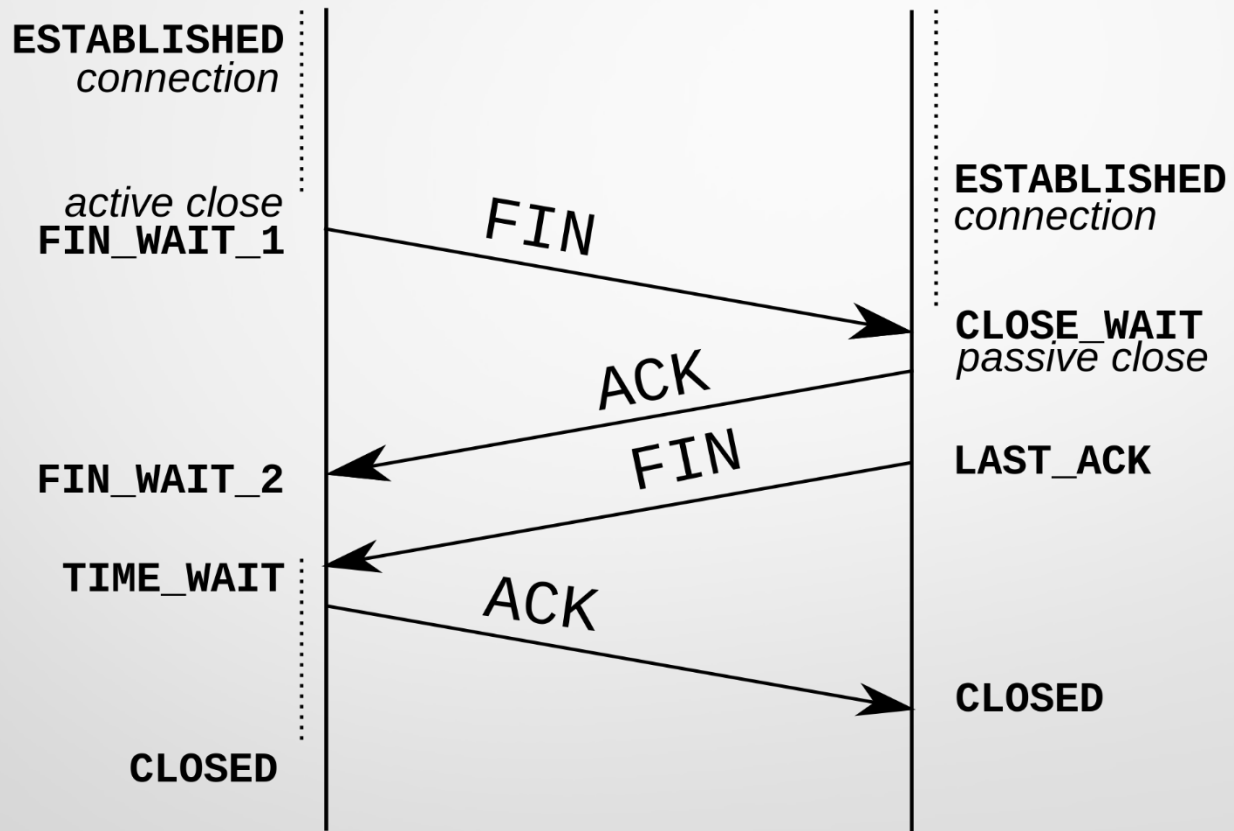 ESTABLISHED
connection
active close
FIN_WAIT_1
FIN
ESTABLISHED
connection
CLOSE_WAIT
passive close
ACK
FIN
LAST_ACK
FIN_WAIT_2
TIME_WAIT
ACK
CLOSED
CLOSED